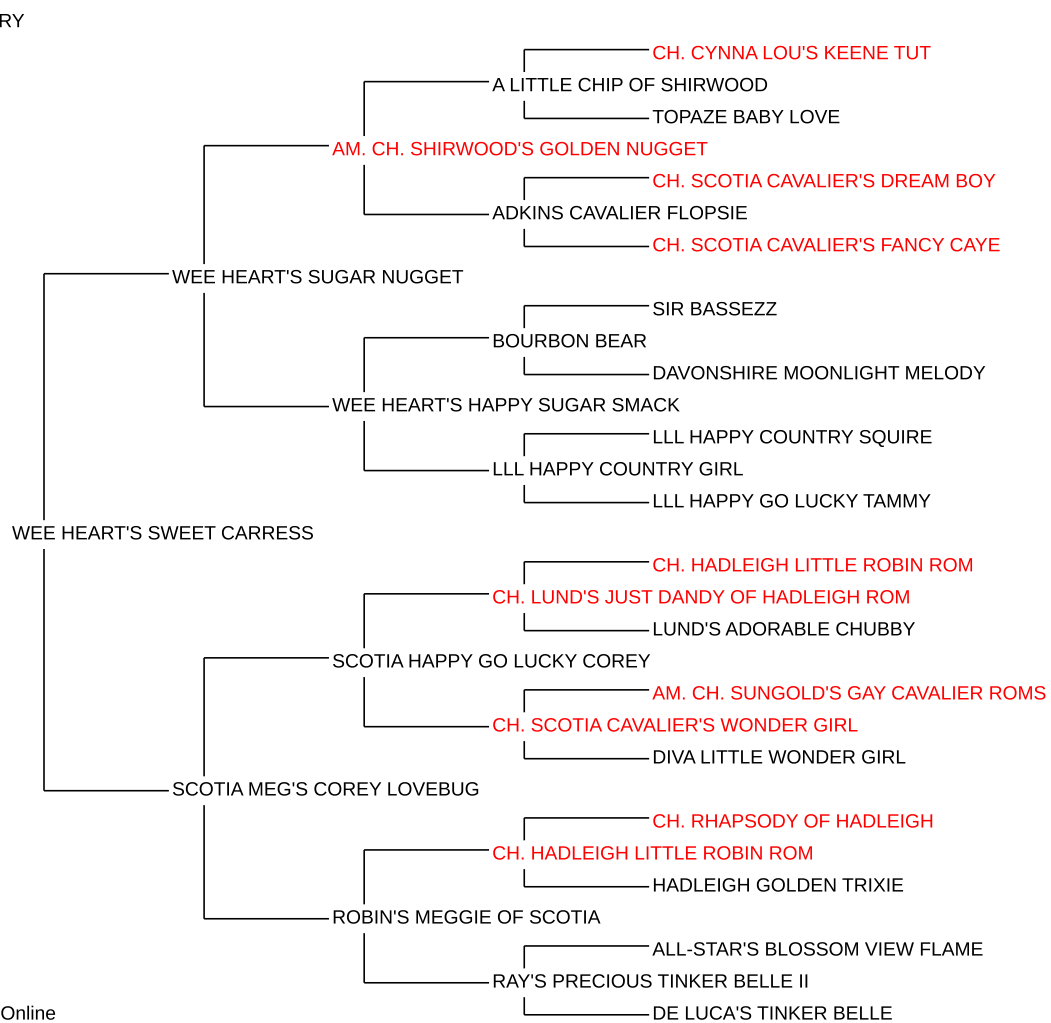 RY
CH. CYNNA LOU'S KEENE TUT
A LITTLE CHIP OF SHIRWOOD
TOPAZE BABY LOVE
AM. CH. SHIRWOOD'S GOLDEN NUGGET
CH. SCOTIA CAVALIER'S DREAM BOY
ADKINS CAVALIER FLOPSIE
CH. SCOTIA CAVALIER'S FANCY CAYE
WEE HEART'S SUGAR NUGGET
SIR BASSEZZ
BOURBON BEAR
DAVONSHIRE MOONLIGHT MELODY
WEE HEART'S HAPPY SUGAR SMACK
LLL HAPPY COUNTRY SQUIRE
LLL HAPPY COUNTRY GIRL
LLL HAPPY GO LUCKY TAMMY
WEE HEART'S SWEET CARRESS
CH. HADLEIGH LITTLE ROBIN ROM
CH. LUND'S JUST DANDY OF HADLEIGH ROM
LUND'S ADORABLE CHUBBY
SCOTIA HAPPY GO LUCKY COREY
AM. CH. SUNGOLD'S GAY CAVALIER ROMS
CH. SCOTIA CAVALIER'S WONDER GIRL
DIVA LITTLE WONDER GIRL
SCOTIA MEG'S COREY LOVEBUG
CH. RHAPSODY OF HADLEIGH
CH. HADLEIGH LITTLE ROBIN ROM
HADLEIGH GOLDEN TRIXIE
ROBIN'S MEGGIE OF SCOTIA
ALL-STAR'S BLOSSOM VIEW FLAME
RAY'S PRECIOUS TINKER BELLE II
DE LUCA'S TINKER BELLE
Online